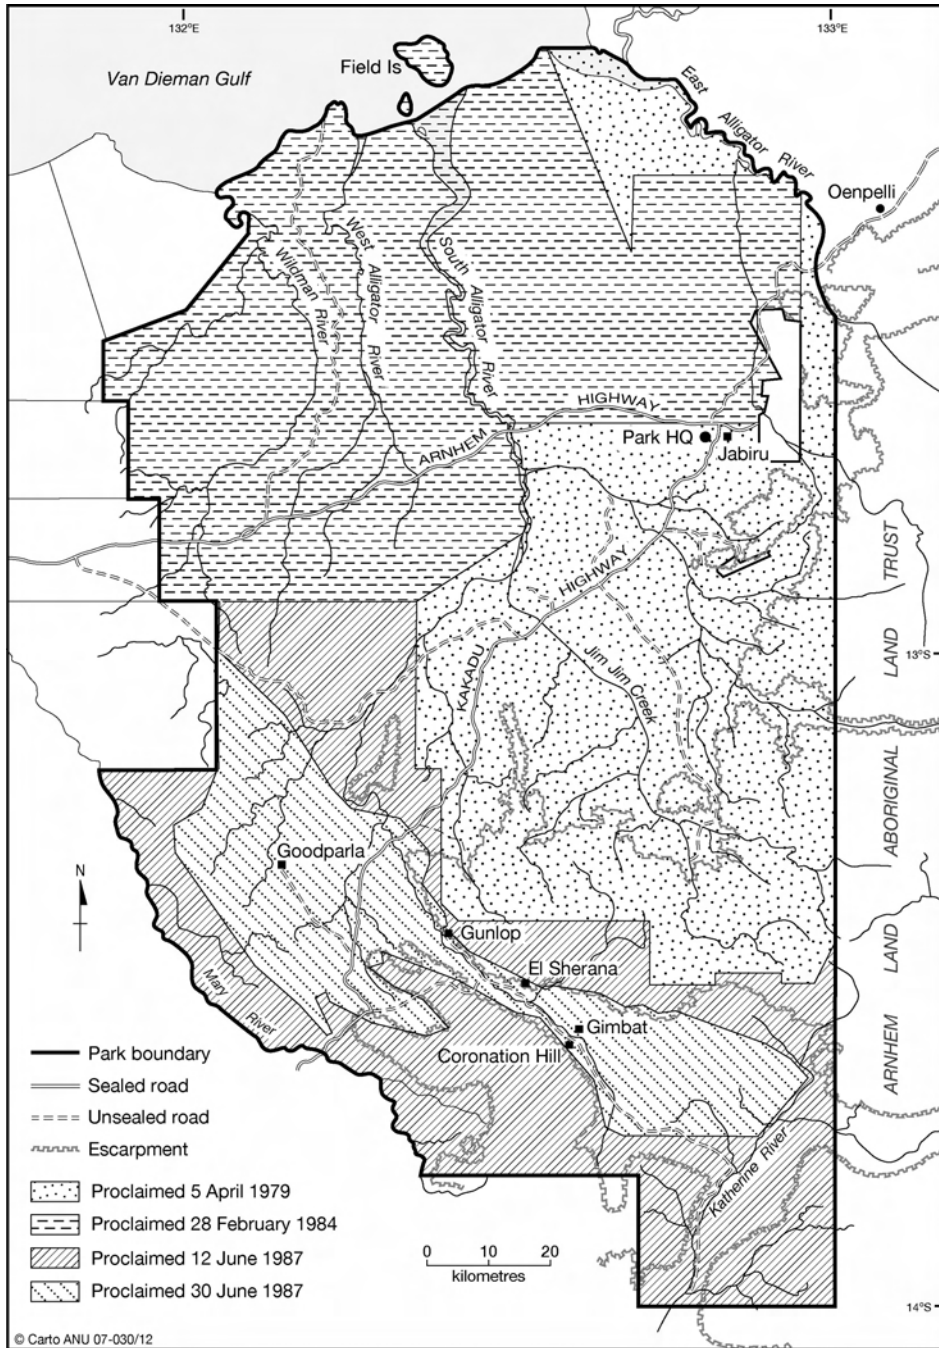 132°E
133°E
Van Dieman Gulf
Field Is
East
Alligator River
Oenpelli
West
Alligator
River
South
Alligator
River
Wildman
River
ARNHEM
HIGHWAY
Park HQ
Jabiru
KAKADU
HIGHWAY
Jim Jim Creek
13°S
ARNHEM LAND ABORIGINAL LAND TRUST
N
Goodparla
Gunlop
El Sherana
Gimbat
Coronation Hill
Mary
River
Kathenne River
Park boundary
Sealed road
Unsealed road
Escarpment
Proclaimed 5 April 1979
Proclaimed 28 February 1984
Proclaimed 12 June 1987
Proclaimed 30 June 1987
0 10 20
kilometres
14°S
© Carto ANU 07-030/12